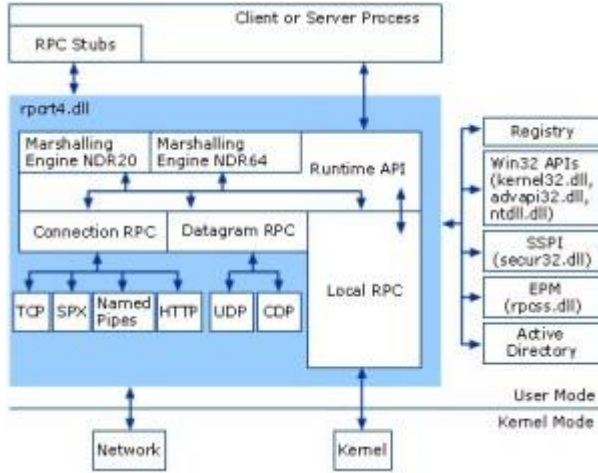 Client or Server Process
RPC Stubs
rpcrt4.dll
Marshalling
Engine NDR20
Marshalling
Engine NDR64
Runtime API
Connection RPC
Datagram RPC
Local RPC
TCP
SPX
Named
Pipes
HTTP
UDP
CDP
Registry
Win32 APIs
(kernel32.dll,
advapi32.dll,
ntdll.dll)
SSPI
(secur32.dll)
EPM
(rpcss.dll)
Active
Directory
User Mode
Kernel Mode
Network
Kernel